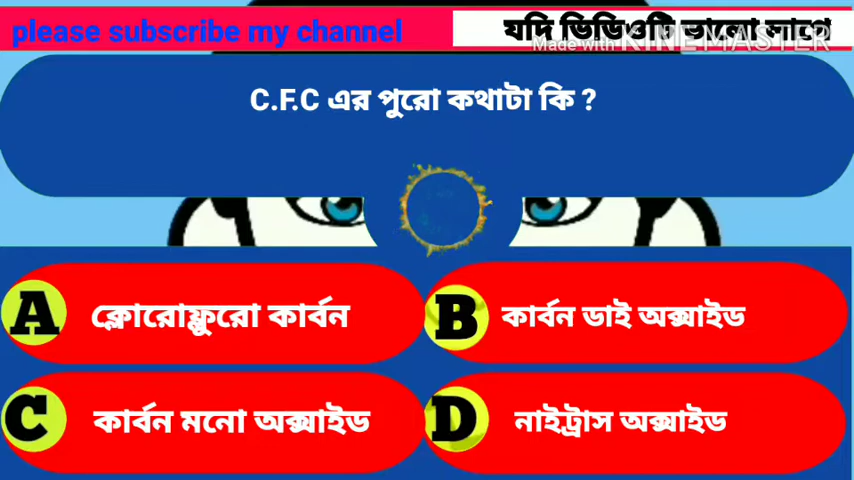 please subscribe my channel
যদি ভিডিওটি ভালো লাগে
Made with KINEMASTER
C.F.C এর পুরো কথাটা কি ?
A ক্লোরোফ্লুরো কার্বন
B কার্বন ডাই অক্সাইড
C কার্বন মনো অক্সাইড
D নাইট্রাস অক্সাইড